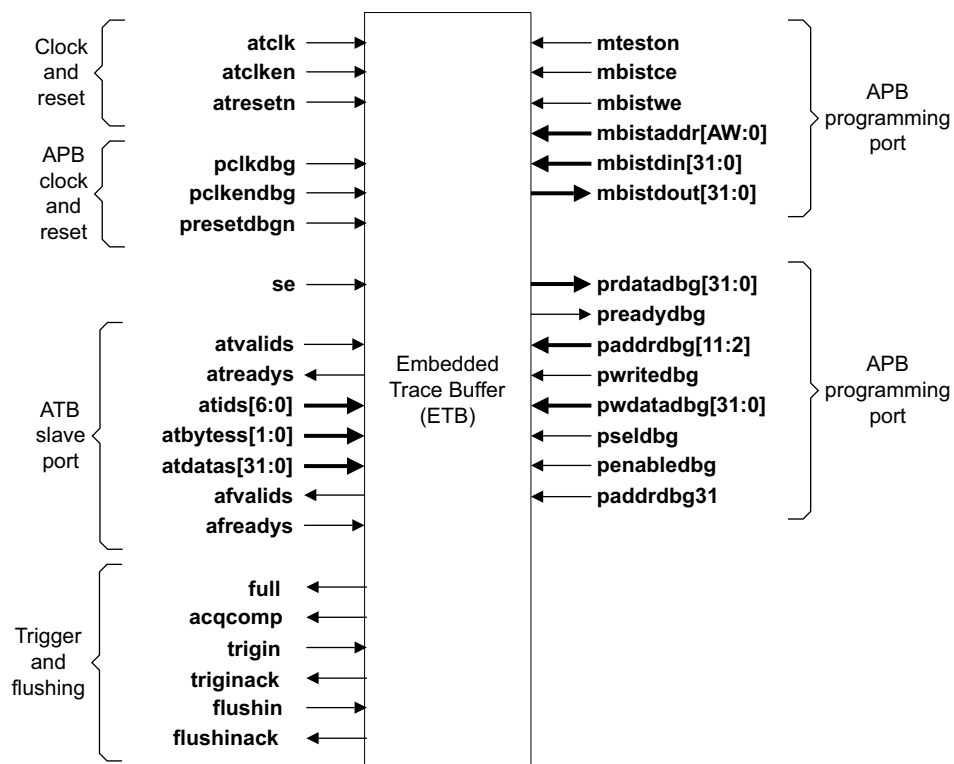 Clock
and
reset
atclk
atclken
atresetn
APB
clock
and
reset
pclkdbg
pclkendbg
presetdbgn
se
ATB
slave
port
atvalids
atreadys
atids[6:0]
atbytess[1:0]
atdatas[31:0]
afvalids
afreadys
Trigger
and
flushing
full
acqcomp
trigin
triginack
flushin
flushinack
Embedded
Trace Buffer
(ETB)
mteston
mbistce
mbistwe
mbistaddr[AW:0]
mbistdin[31:0]
mbistdout[31:0]
APB
programming
port
prdatadbg[31:0]
preadydbg
paddrdbg[11:2]
pwritedbg
pwdatadbg[31:0]
pseldbg
penabledbg
paddrdbg31
APB
programming
port